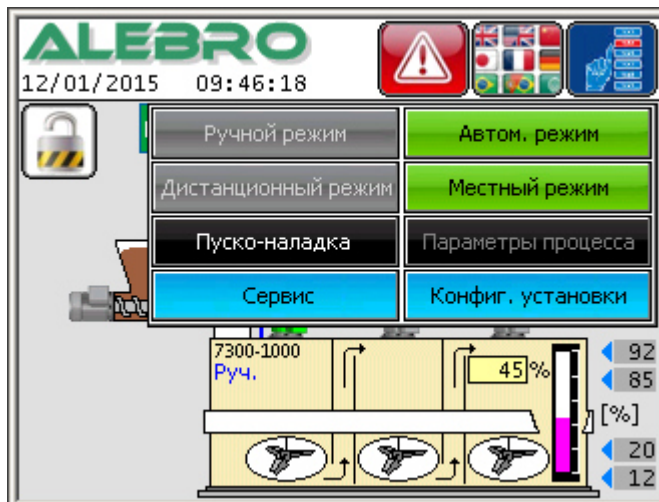 ALEBRO
12/01/2015 09:46:18
Ручной режим Автом. режим
Дистанционный режим Местный режим
Пуско-наладка Параметры процесса
Сервис Конфиг. установки
7300-1000
Руч.
45 %
92
85
[%]
20
12